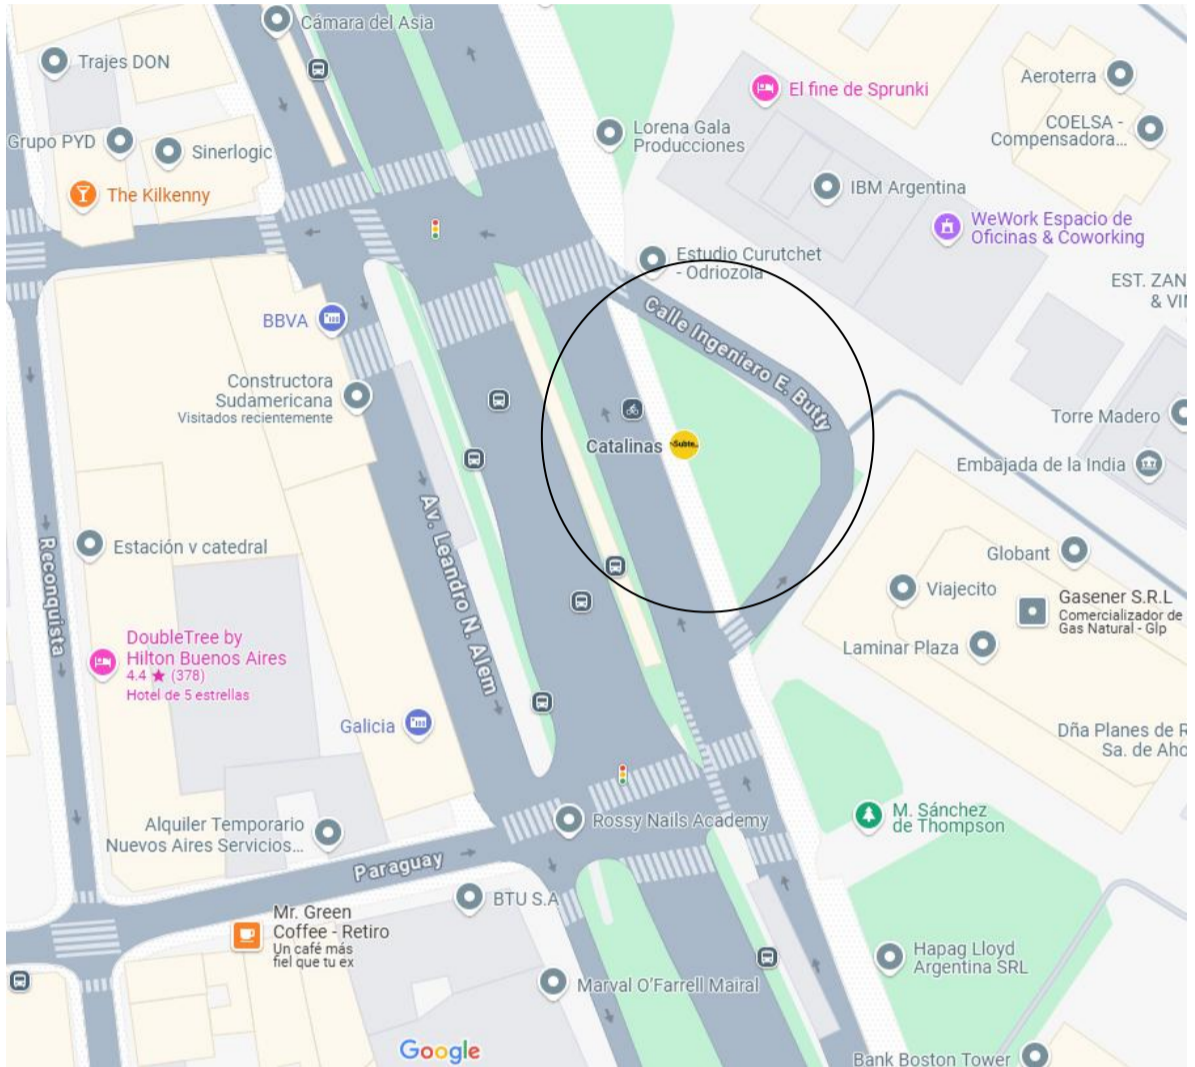 Cámara del Asia
Trajes DON
Aeroterra
El fine de Sprunki
Lorena Gala
Producciones
COELSA -
Compensadora...
Grupo PYD
Sinerlogic
The Kilkenny
IBM Argentina
WeWork Espacio de
Oficinas & Coworking
Estudio Curutchet
- Odriozola
EST. ZAN
& VI
BBVA
Calle Ingeniero E. Butty
Constructora
Sudamericana
Visitados recientemente
Torre Madero
Catalinas
Subte..
Embajada de la India
Av. Leandro N. Alem
Reconquista
Estación v catedral
Globant
Viajecito
Gasener S.R.L
Comercializador de
Gas Natural - Glp
DoubleTree by
Hilton Buenos Aires
4.4 ★ (378)
Hotel de 5 estrellas
Laminar Plaza
Galicia
Dña Planes de R
Sa. de Aho
M. Sánchez
de Thompson
Alquiler Temporario
Nuevos Aires Servicios...
Rossy Nails Academy
Paraguay
BTU S.A
Mr. Green
Coffee - Retiro
Un café más
fiel que tu ex
Hapag Lloyd
Argentina SRL
Marval O'Farrell Mairal
Google
Bank Boston Tower